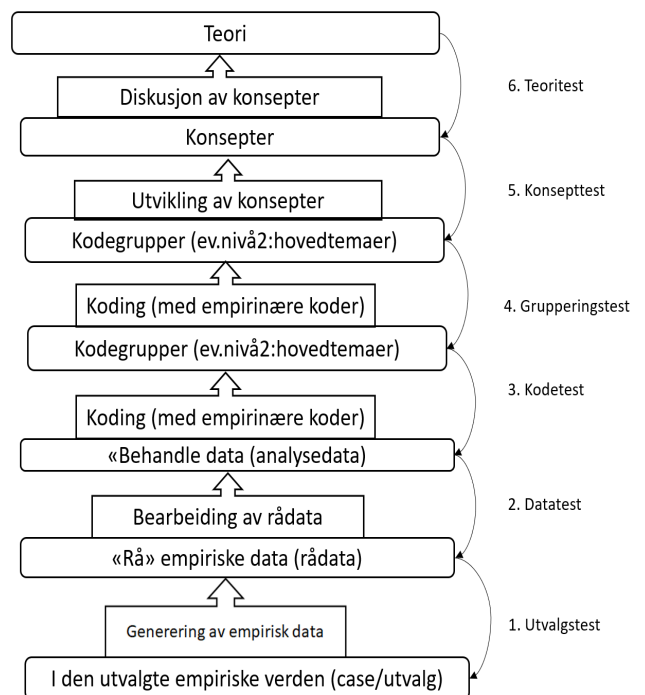 Teori
6. Teoritest
Diskusjon av konsepter
Konsepter
5. Konsepttest
Utvikling av konsepter
Kodegrupper (ev.nivå2:hovedtemaer)
4. Grupperingstest
Koding (med empirinære koder)
Kodegrupper (ev.nivå2:hovedtemaer)
3. Kodetest
Koding (med empirinære koder)
«Behandle data (analysedata)
2. Datatest
Bearbeiding av rådata
«Rå» empiriske data (rådata)
1. Utvalgstest
Generering av empirisk data
I den utvalgte empiriske verden (case/utvalg)